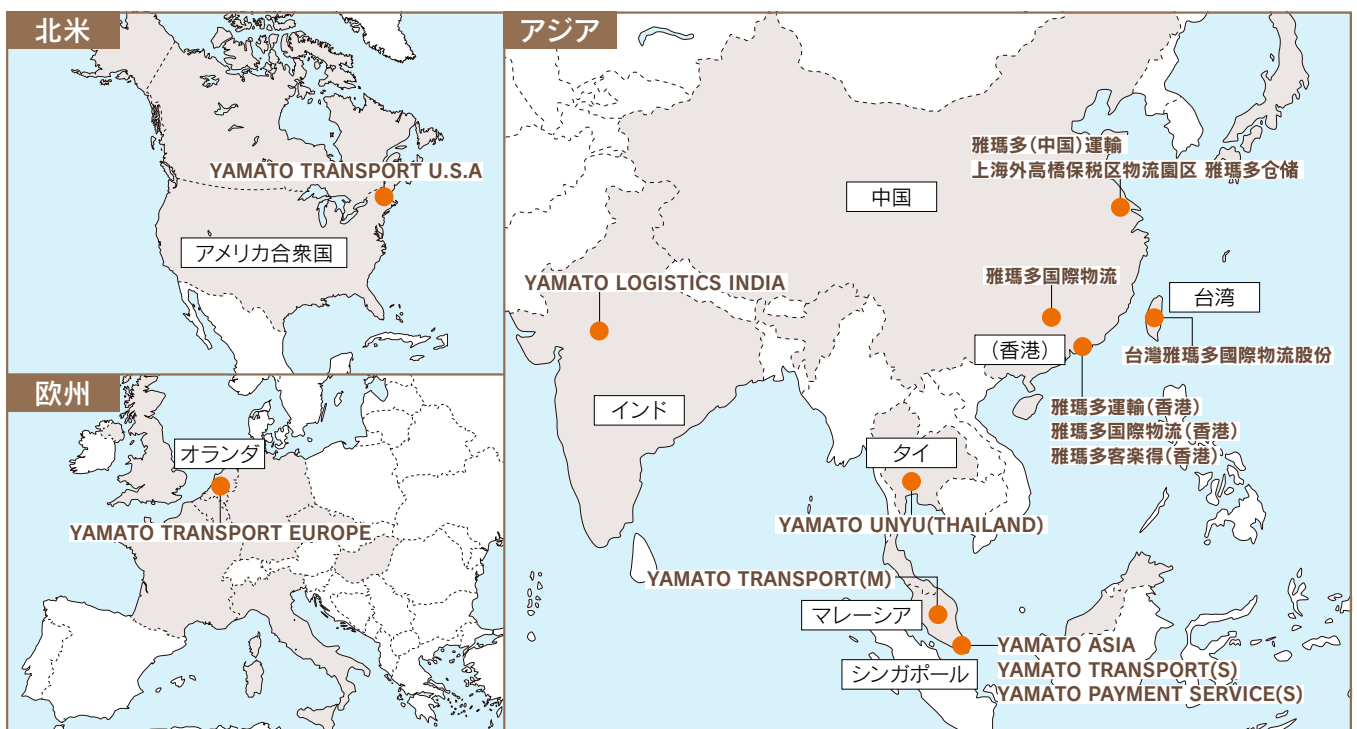 北米
YAMATO TRANSPORT U.S.A
アメリカ合衆国
欧州
オランダ
YAMATO TRANSPORT EUROPE
アジア
雅瑪多(中国)運輸
上海外高橋保税区物流園区 雅瑪多仓储
中国
YAMATO LOGISTICS INDIA
雅瑪多国際物流
台湾
(香港)
台灣雅瑪多國際物流股份
インド
雅瑪多運輸(香港)
雅瑪多国際物流(香港)
雅瑪多客楽得(香港)
タイ
YAMATO UNYU(THAILAND)
YAMATO TRANSPORT(M)
マレーシア
シンガポール
YAMATO ASIA
YAMATO TRANSPORT(S)
YAMATO PAYMENT SERVICE(S)